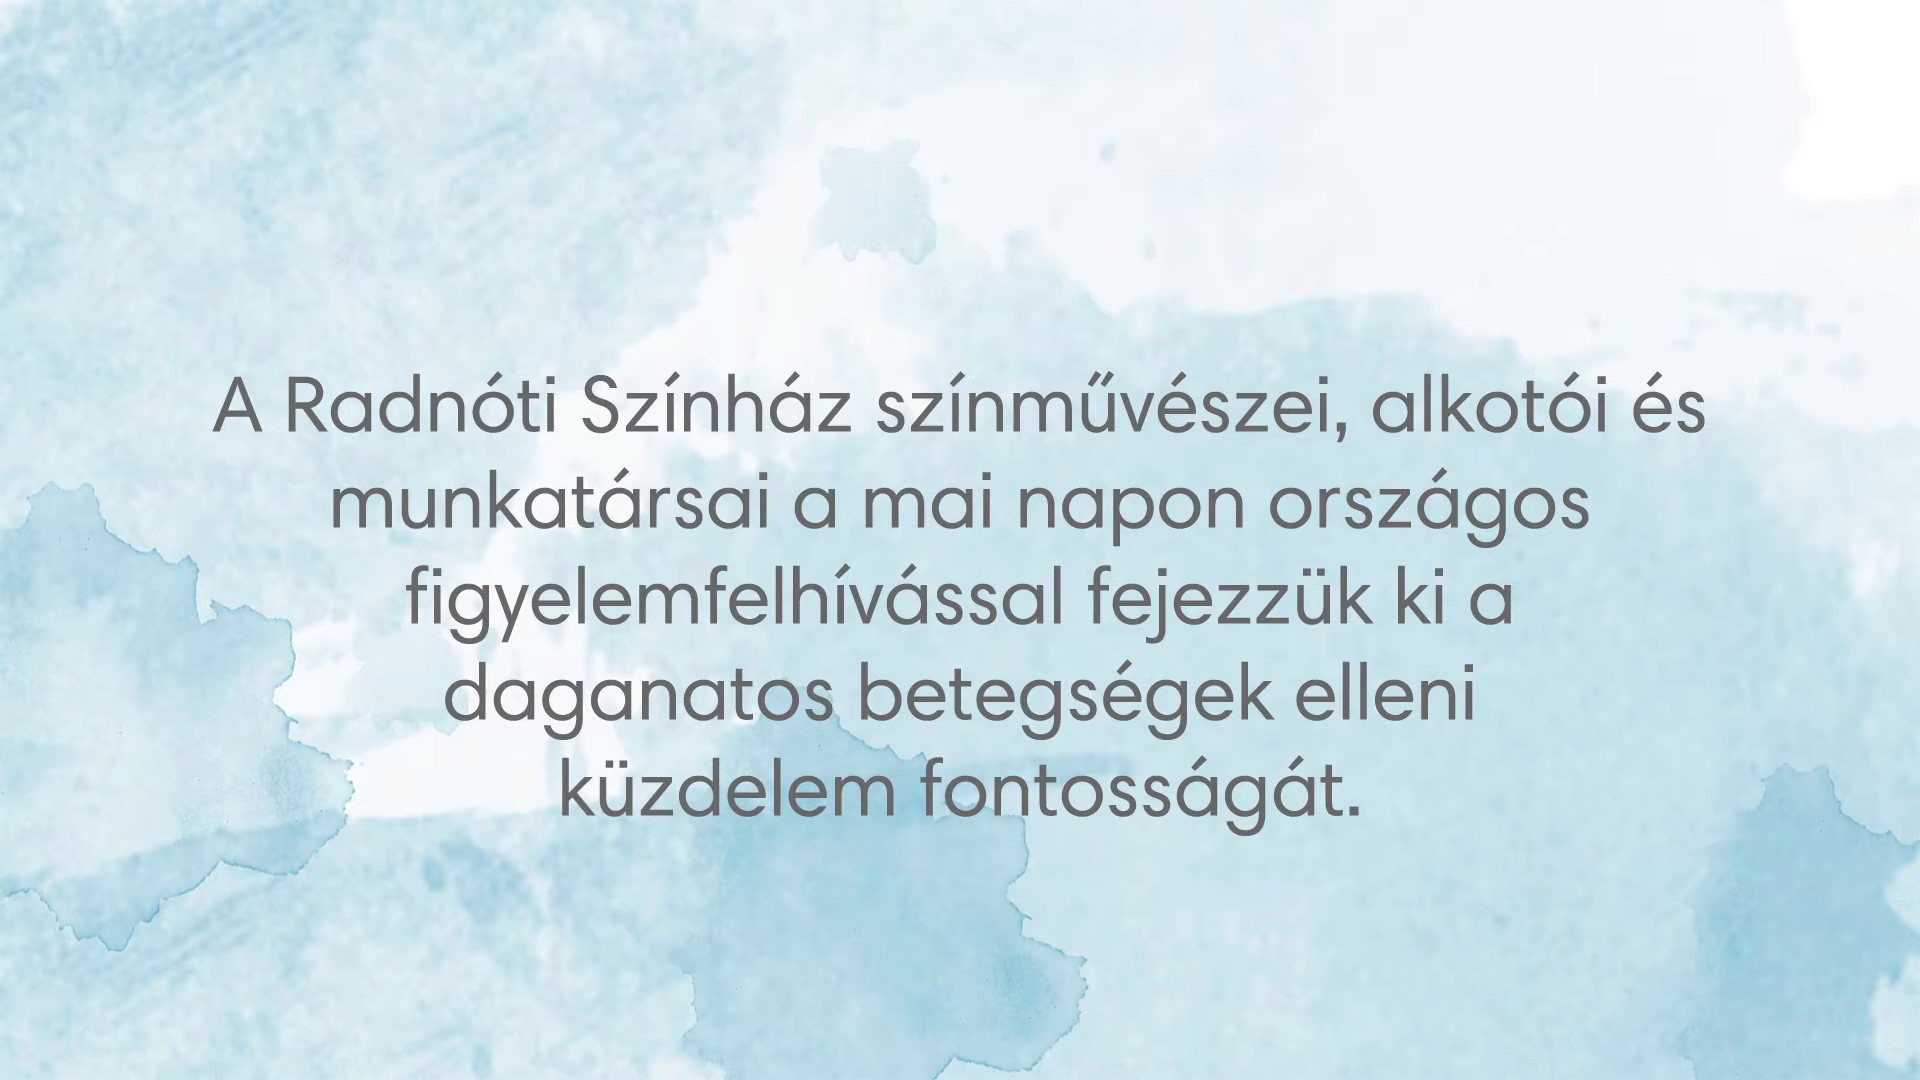 A Radnóti Színház színművészei, alkotói és
munkatársai a mai napon országos
figyelemfelhívással fejezzük ki a
daganatos betegségek elleni
küzdelem fontosságát.